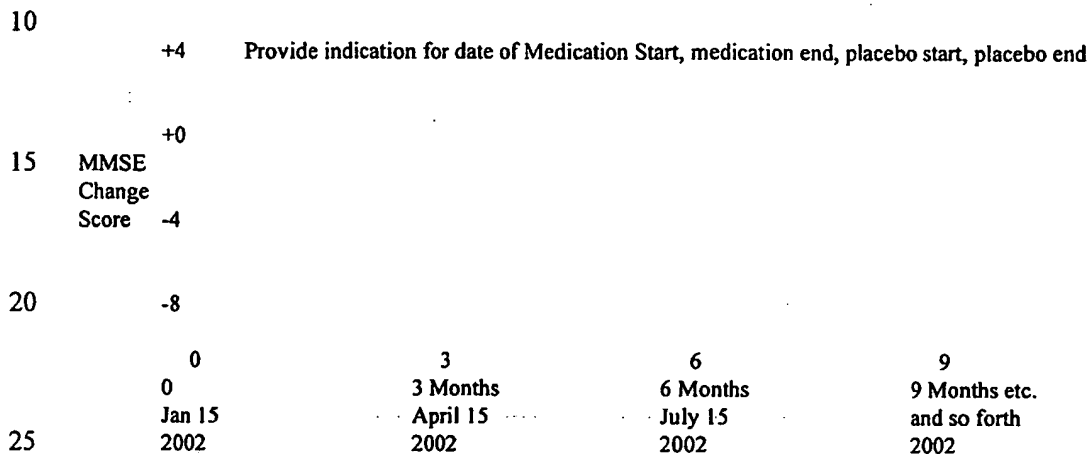 10
+4 Provide indication for date of Medication Start, medication end, placebo start, placebo end
+0
15 MMSE
Change
Score -4
20 -8
0 3 6 9
0 3 Months 6 Months 9 Months etc.
Jan 15 April 15 July 15 and so forth
25 2002 2002 2002 2002